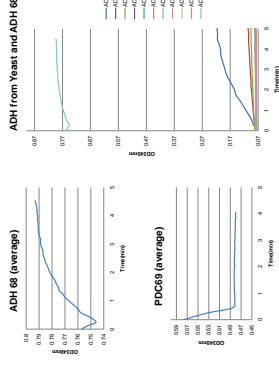 ADH 68 (average)
0.8
0.79
0.78
0.77
0.76
0.75
0.74
OD340nm
0 1 2 3 4 5
Time(min)
PDC69 (average)
0.59
0.57
0.55
0.53
0.51
0.49
0.47
0.45
OD340nm
0 1 2 3 4 5
Time(min)
ADH from Yeast and ADH 68
0.87
0.77
0.67
0.57
0.47
0.37
0.27
0.17
0.07
OD340nm
0 1 2 3 4 5
Time(min)